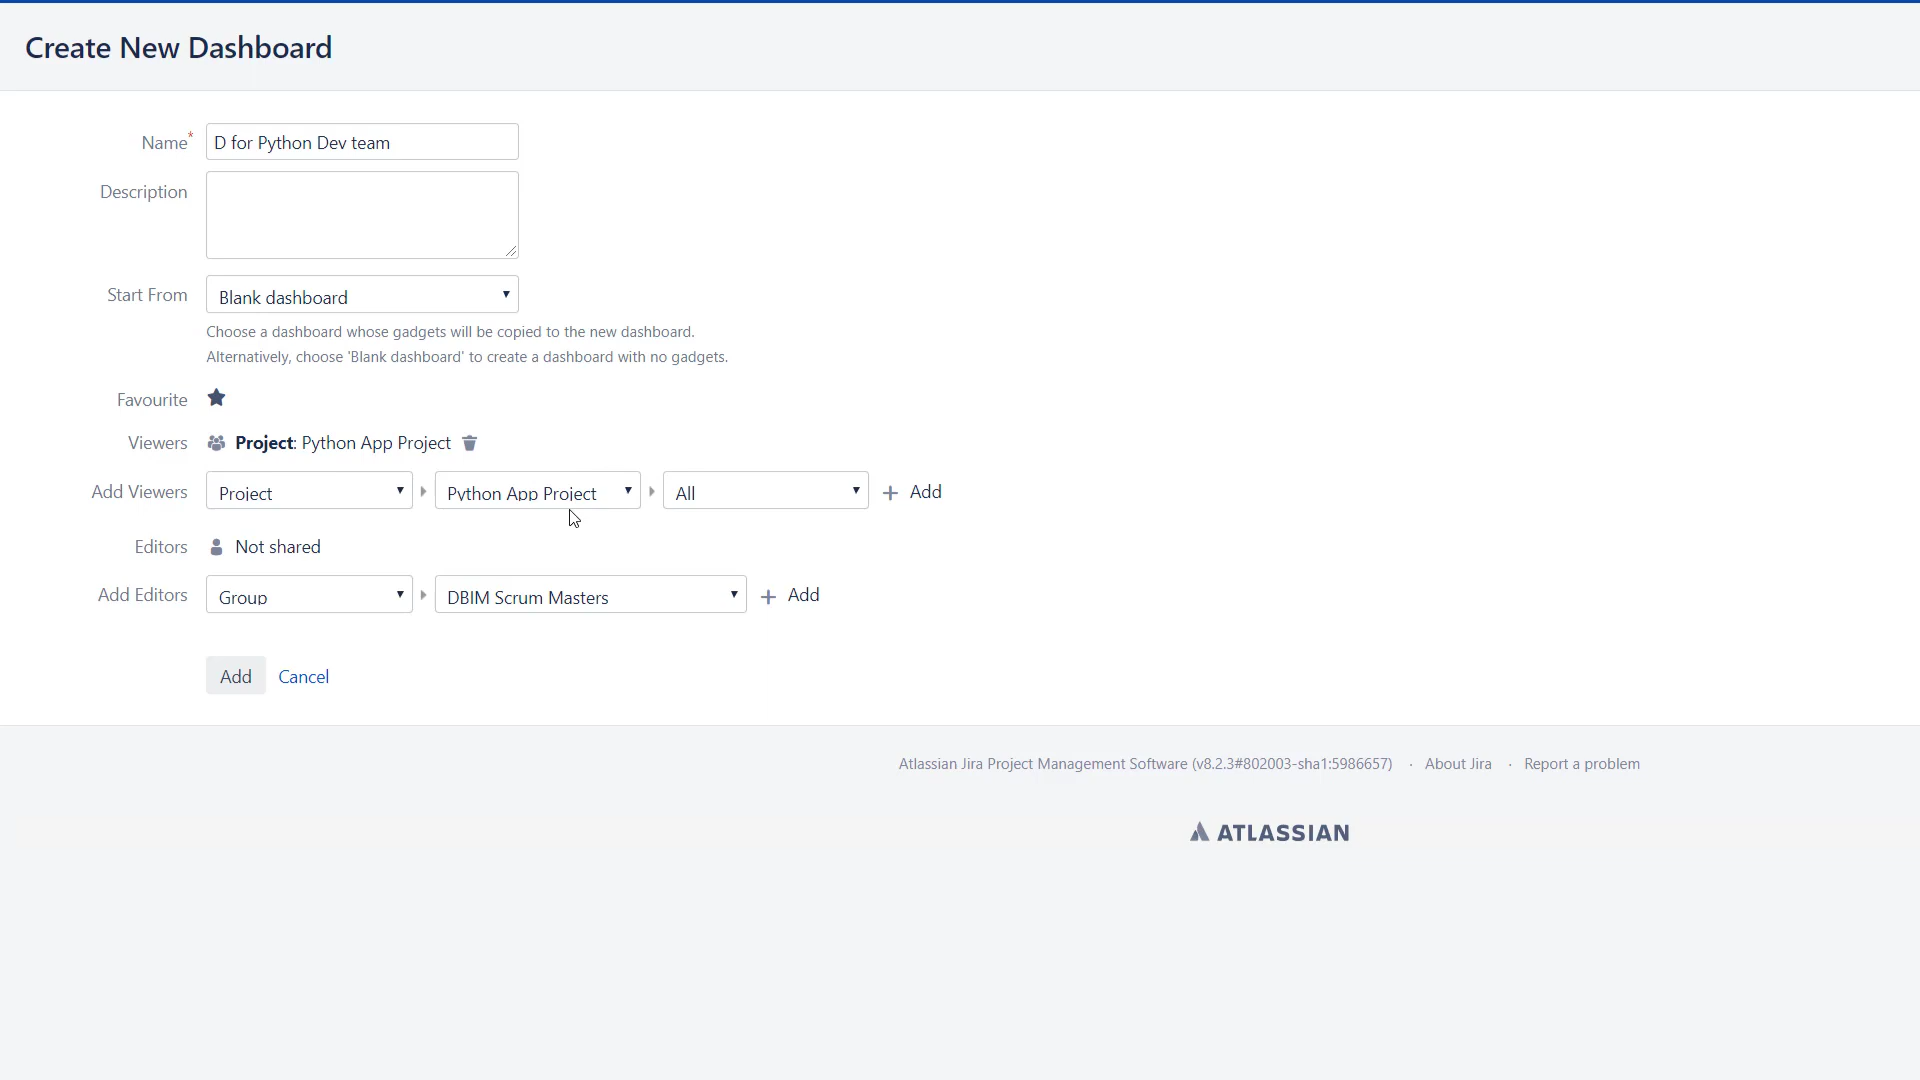 Create New Dashboard
Name*
D for Python Dev team
Description
Start From
Blank dashboard
Choose a dashboard whose gadgets will be copied to the new dashboard.
Alternatively, choose 'Blank dashboard' to create a dashboard with no gadgets.
Favourite
Viewers
Project: Python App Project
Add Viewers
Project
Python App Project
All
Add
Editors
Not shared
Add Editors
Group
DBIM Scrum Masters
Add
Add
Cancel
Atlassian Jira Project Management Software (v8.2.3#802003-sha1:5986657) · About Jira · Report a problem
ATLASSIAN